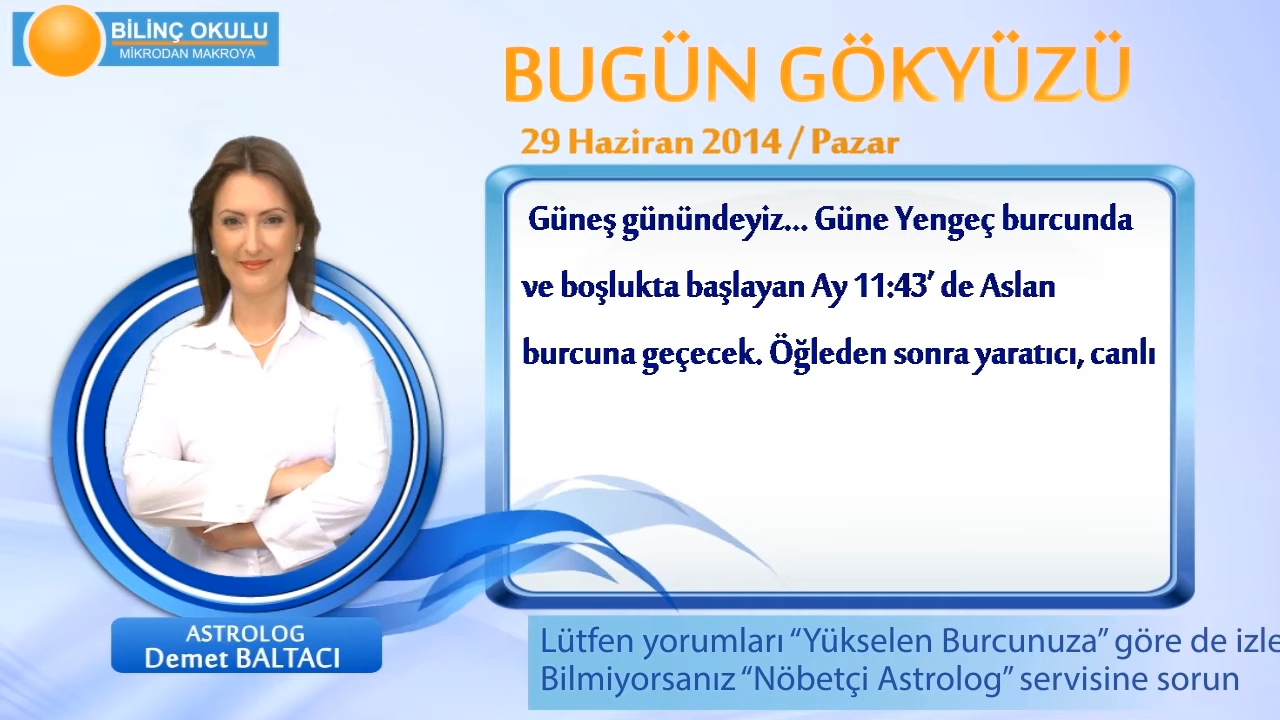 BİLİNÇ OKULU
MİKRODAN MAKROYA
BUGÜN GÖKYÜZÜ
29 Haziran 2014 / Pazar
Güneş günündeyiz... Güne Yengeç burcunda
ve boşlukta başlayan Ay 11:43' de Aslan
burcuna geçecek. Öğleden sonra yaratıcı, canlı
ASTROLOG
Demet BALTACI
Lütfen yorumları “Yükselen Burcunuza” göre de izle
Bilmiyorsanız “Nöbetçi Astrolog” servisine sorun